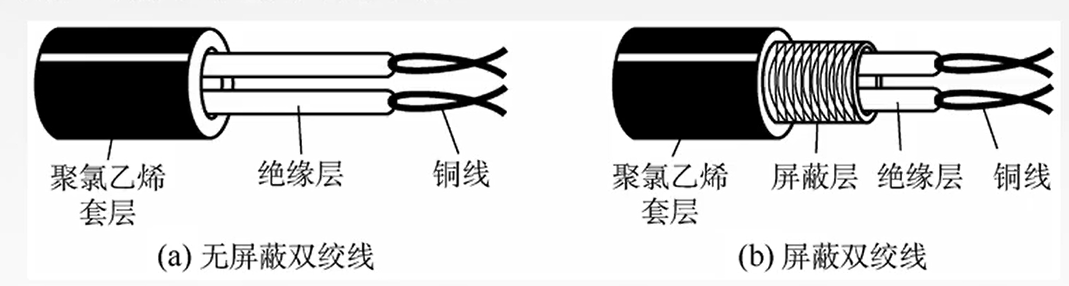 聚氯乙烯
套层
绝缘层
铜线
(a) 无屏蔽双绞线
聚氯乙烯
套层
屏蔽层
绝缘层
铜线
(b) 屏蔽双绞线